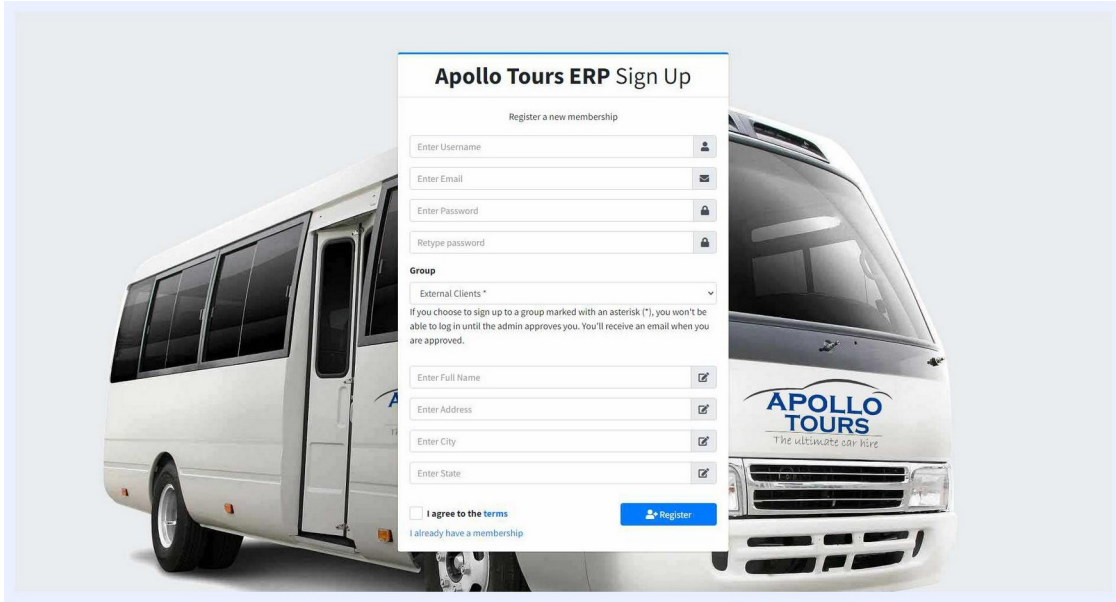 Apollo Tours ERP Sign Up
Register a new membership
Enter Username
Enter Email
Enter Password
Retype password
Group
External Clients *
If you choose to sign up to a group marked with an asterisk (*), you won't be
able to log in until the admin approves you. You'll receive an email when you
are approved.
Enter Full Name
Enter Address
Enter City
Enter State
I agree to the terms
Register
I already have a membership
APOLLO
TOURS
The ultimate car hire